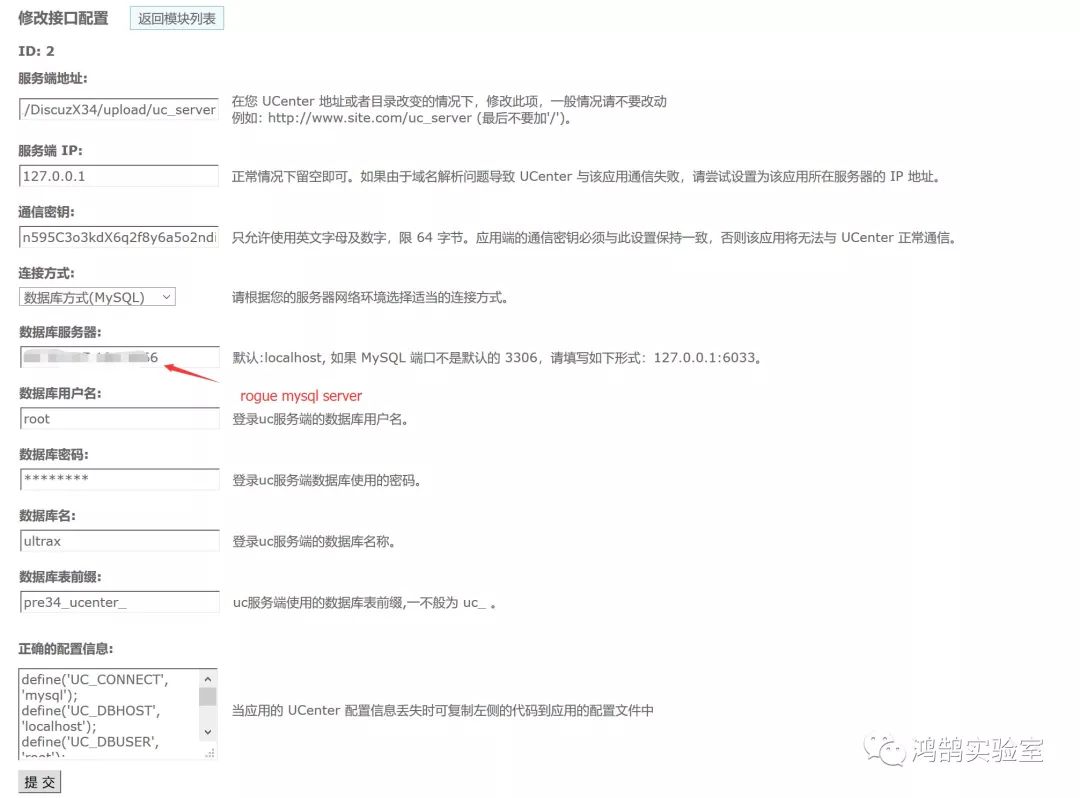 修改接口配置 返回模块列表
ID: 2
服务端地址:
/DiscuzX34/upload/uc_server
在您 UCenter 地址或者目录改变的情况下，修改此项，一般情况请不要改动
例如: http://www.site.com/uc_server (最后不要加'/')。
服务端 IP:
127.0.0.1
正常情况下留空即可。如果由于域名解析问题导致 UCenter 与该应用通信失败，请尝试设置为该应用所在服务器的 IP 地址。
通信密钥:
n595C3o3kdX6q2f8y6a5o2ndi
只允许使用英文字母及数字，限 64 字节。应用端的通信密钥必须与此设置保持一致，否则该应用将无法与 UCenter 正常通信。
连接方式:
数据库方式(MySQL)
请根据您的服务器网络环境选择适当的连接方式。
数据库服务器:
默认:localhost, 如果 MySQL 端口不是默认的 3306，请填写如下形式：127.0.0.1:6033。
数据库用户名:
rogue mysql server
root
登录uc服务端的数据库用户名。
数据库密码:
********
登录uc服务端数据库使用的密码。
数据库名:
ultrax
登录uc服务端的数据库名称。
数据库表前缀:
pre34_ucenter_
uc服务端使用的数据库表前缀,一不般为 uc_ 。
正确的配置信息:
define('UC_CONNECT',
'mysql');
define('UC_DBHOST',
'localhost');
define('UC_DBUSER',
'root');
当应用的 UCenter 配置信息丢失时可复制左侧的代码到应用的配置文件中
提 交
鸿鹄实验室